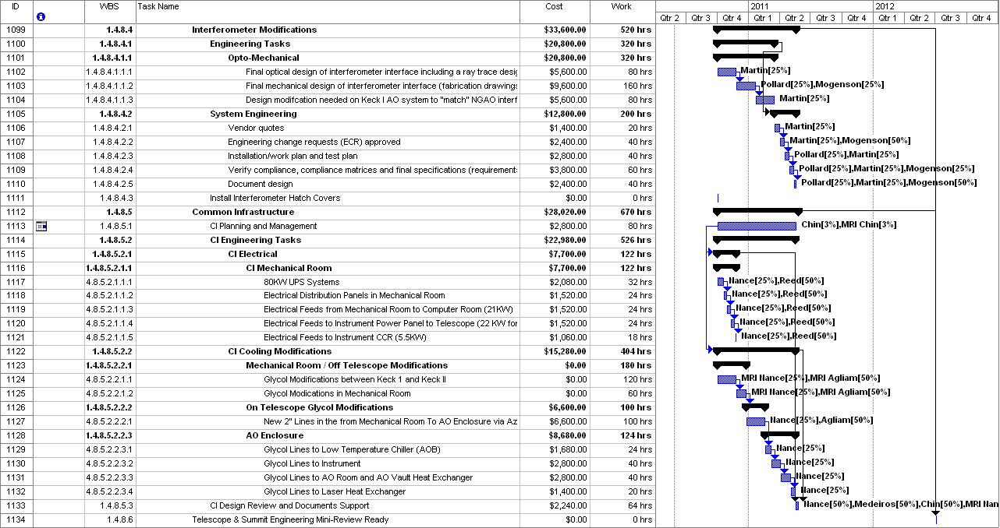 ID WBS Task Name Cost Work 2011 2012
Qtr 2 Qtr 3 Qtr 4 Qtr 1 Qtr 2 Qtr 3 Qtr 4 Qtr 1 Qtr 2 Qtr 3 Qtr 4
1099 1.4.8.4 Interferometer Modifications $33,600.00 520 hrs
1100 1.4.8.4.1 Engineering Tasks $20,800.00 320 hrs
1101 1.4.8.4.1.1 Opto-Mechanical $20,800.00 320 hrs
1102 1.4.8.4.1.1.1 Final optical design of interferometer interface including a ray trace desig $5,600.00 80 hrs Martin[25%]
1103 1.4.8.4.1.1.2 Final mechanical design of interferometer interface (fabrication drawings $9,600.00 160 hrs Pollard[25%],Mogenson[25%]
1104 1.4.8.4.1.1.3 Design modifcation needed on Keck I AO system to "match" NGAO interf $5,600.00 80 hrs Martin[25%]
1105 1.4.8.4.2 System Engineering $12,800.00 200 hrs
1106 1.4.8.4.2.1 Vendor quotes $1,400.00 20 hrs Martin[25%]
1107 1.4.8.4.2.2 Engineering change requests (ECR) approved $2,400.00 40 hrs Martin[25%],Mogenson[50%]
1108 1.4.8.4.2.3 Installation/work plan and test plan $2,800.00 40 hrs Pollard[25%],Martin[25%]
1109 1.4.8.4.2.4 Verify compliance, compliance matrices and final specifications (requirement: $3,800.00 60 hrs Pollard[25%],Martin[25%],Mogenson[25%]
1110 1.4.8.4.2.5 Document design $2,400.00 40 hrs Pollard[25%],Martin[25%],Mogenson[50%]
1111 1.4.8.4.3 Install Interferometer Hatch Covers $0.00 0 hrs
1112 1.4.8.5 Common Infrastructure $28,020.00 670 hrs
1113 1.4.8.5.1 CI Planning and Management $2,800.00 80 hrs Chin[3%],MRI Chin[3%]
1114 1.4.8.5.2 CI Engineering Tasks $22,980.00 526 hrs
1115 1.4.8.5.2.1 CI Electrical $7,700.00 122 hrs
1116 1.4.8.5.2.1.1 CI Mechanical Room $7,700.00 122 hrs
1117 4.8.5.2.1.1.1 80KW UPS Systems $2,080.00 32 hrs Nance[25%],Reed[50%]
1118 4.8.5.2.1.1.2 Electrical Distribution Panels in Mechanical Room $1,520.00 24 hrs Nance[25%],Reed[50%]
1119 4.8.5.2.1.1.3 Electrical Feeds from Mechanical Room to Computer Room (21KW) $1,520.00 24 hrs Nance[25%],Reed[50%]
1120 4.8.5.2.1.1.4 Electrical Feeds to Instrument Power Panel to Telescope (22 KW for $1,520.00 24 hrs Nance[25%],Reed[50%]
1121 4.8.5.2.1.1.5 Electrical Feeds to Instrument CCR (5.5KW) $1,060.00 18 hrs Nance[25%],Reed[50%]
1122 1.4.8.5.2.2 CI Cooling Modifications $15,280.00 404 hrs
1123 1.4.8.5.2.2.1 Mechanical Room / Off Telescope Modifications $0.00 180 hrs
1124 4.8.5.2.2.1.1 Glycol Modifications between Keck 1 and Keck II $0.00 120 hrs MRI Nance[25%],MRI Agliam[50%]
1125 4.8.5.2.2.1.2 Glycol Modications in Mechanical Room $0.00 60 hrs MRI Nance[25%],MRI Agliam[50%]
1126 1.4.8.5.2.2.2 On Telescope Glycol Modifications $6,600.00 100 hrs
1127 4.8.5.2.2.2.1 New 2" Lines in the from Mechanical Room To AO Enclosure via Az $6,600.00 100 hrs Nance[25%],Agliam[50%]
1128 1.4.8.5.2.2.3 AO Enclosure $8,680.00 124 hrs
1129 4.8.5.2.2.3.1 Glycol Lines to Low Temperature Chiller (AOB) $1,680.00 24 hrs Nance[25%]
1130 4.8.5.2.2.3.2 Glycol Lines to Instrument $2,800.00 40 hrs Nance[25%]
1131 4.8.5.2.2.3.3 Glycol Lines to AO Room and AO Vault Heat Exchanger $2,800.00 40 hrs Nance[25%]
1132 4.8.5.2.2.3.4 Glycol Lines to Laser Heat Exchanger $1,400.00 20 hrs Nance[25%]
1133 1.4.8.5.3 CI Design Review and Documents Support $2,240.00 64 hrs Nance[50%],Medeiros[50%],Chin[50%],MRI Nan
1134 1.4.8.6 Telescope & Summit Engineering Mini-Review Ready $0.00 0 hrs